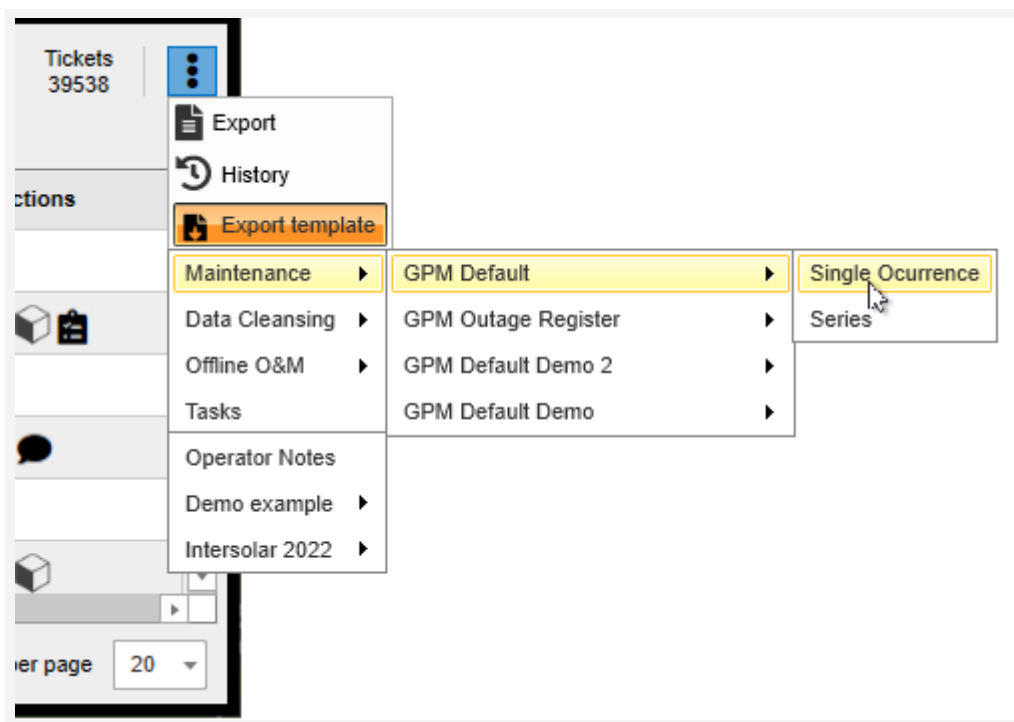 Tickets
39538
Export
History
ctions
Export template
Maintenance GPM Default Single Ocurrence
Data Cleansing GPM Outage Register Series
Offline O&M GPM Default Demo 2
Tasks GPM Default Demo
Operator Notes
Demo example
Intersolar 2022
er page 20